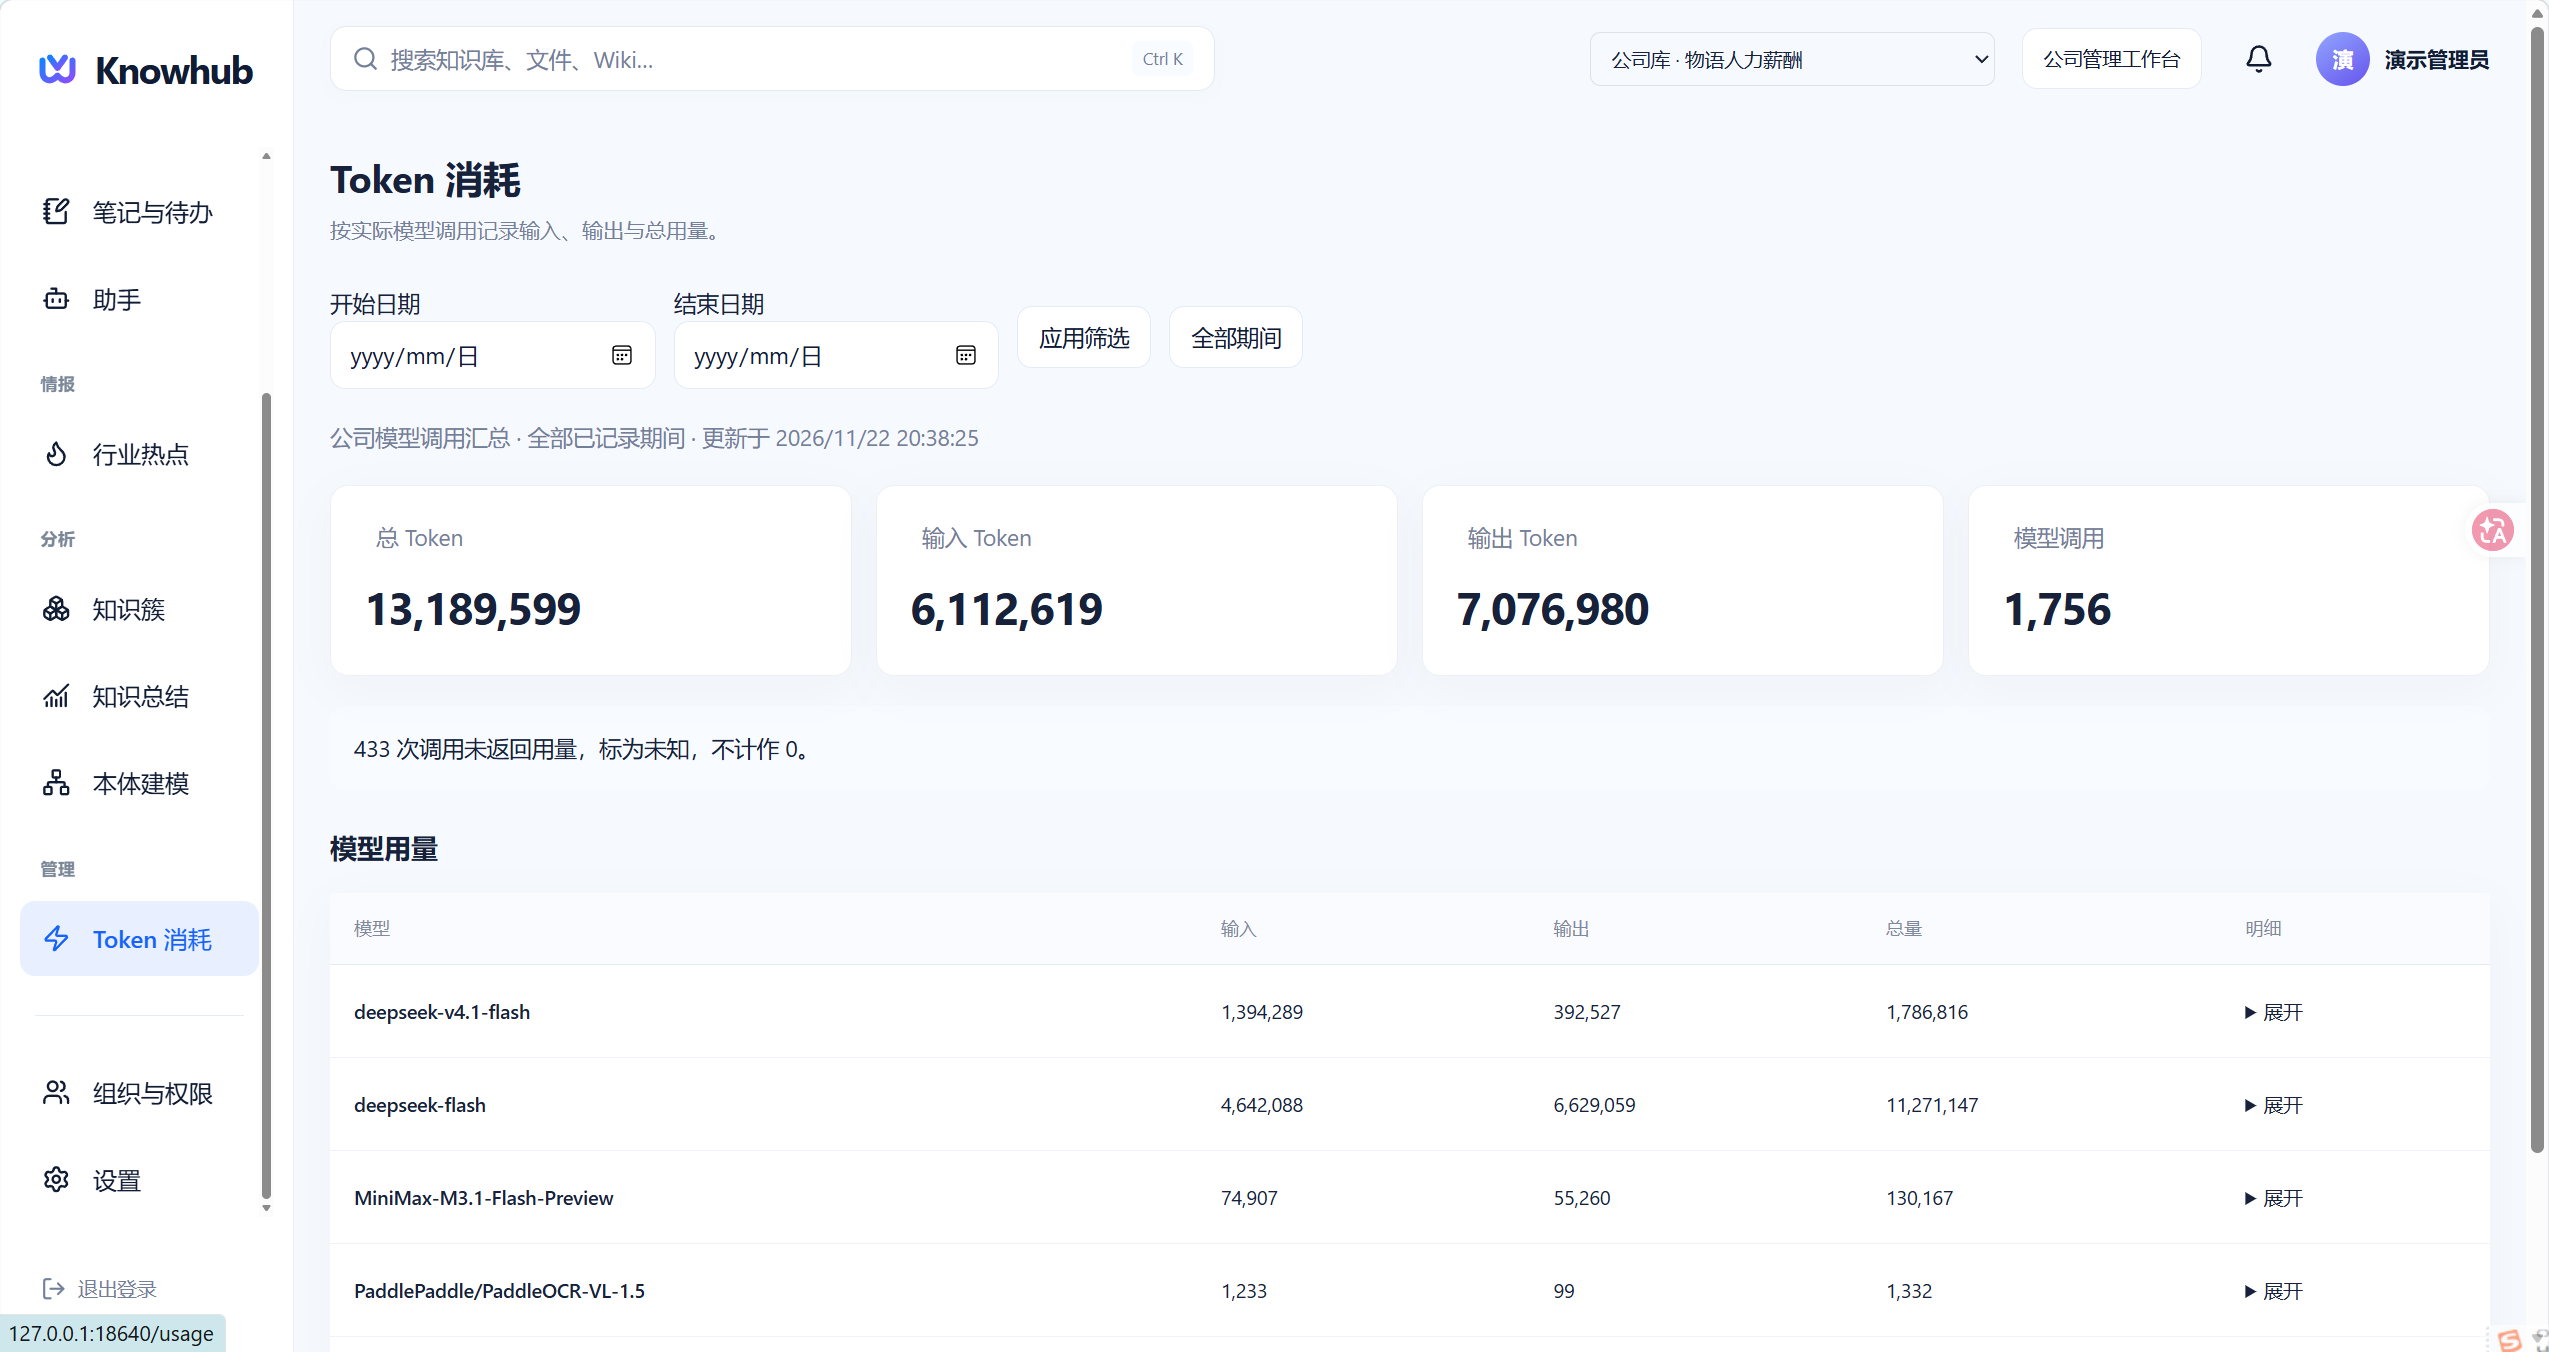 Knowhub
搜索知识库、文件、Wiki...
Ctrl K
公司库 · 物语人力薪酬
公司管理工作台
演
演示管理员
笔记与待办
助手
情报
行业热点
分析
知识簇
知识总结
本体建模
管理
Token 消耗
组织与权限
设置
退出登录
127.0.0.1:18640/usage
Token 消耗
按实际模型调用记录输入、输出与总用量。
开始日期
结束日期
yyyy/mm/日
yyyy/mm/日
应用筛选
全部期间
公司模型调用汇总 · 全部已记录期间 · 更新于 2026/11/22 20:38:25
总 Token
输入 Token
输出 Token
模型调用
13,189,599
6,112,619
7,076,980
1,756
433 次调用未返回用量，标为未知，不计作 0。
模型用量
模型 输入 输出 总量 明细
deepseek-v4.1-flash 1,394,289 392,527 1,786,816 ▶ 展开
deepseek-flash 4,642,088 6,629,059 11,271,147 ▶ 展开
MiniMax-M3.1-Flash-Preview 74,907 55,260 130,167 ▶ 展开
PaddlePaddle/PaddleOCR-VL-1.5 1,233 99 1,332 ▶ 展开